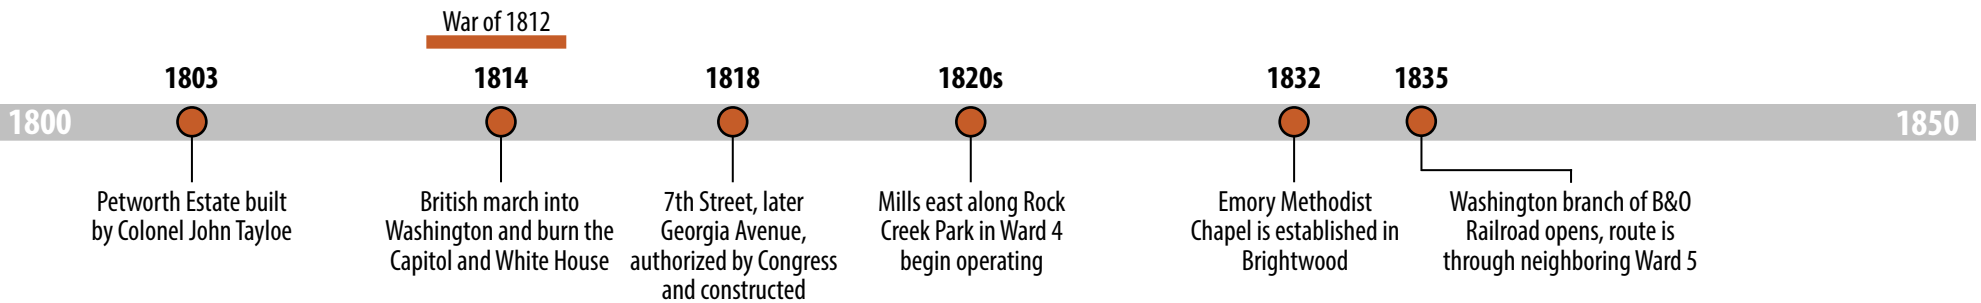 War of 1812
1803
1814
1818
1820s
1832
1835
1800
1850
Petworth Estate built
by Colonel John Tayloe
British march into
Washington and burn the
Capitol and White House
7th Street, later
Georgia Avenue,
authorized by Congress
and constructed
Mills east along Rock
Creek Park in Ward 4
begin operating
Emory Methodist
Chapel is established in
Brightwood
Washington branch of B&O
Railroad opens, route is
through neighboring Ward 5